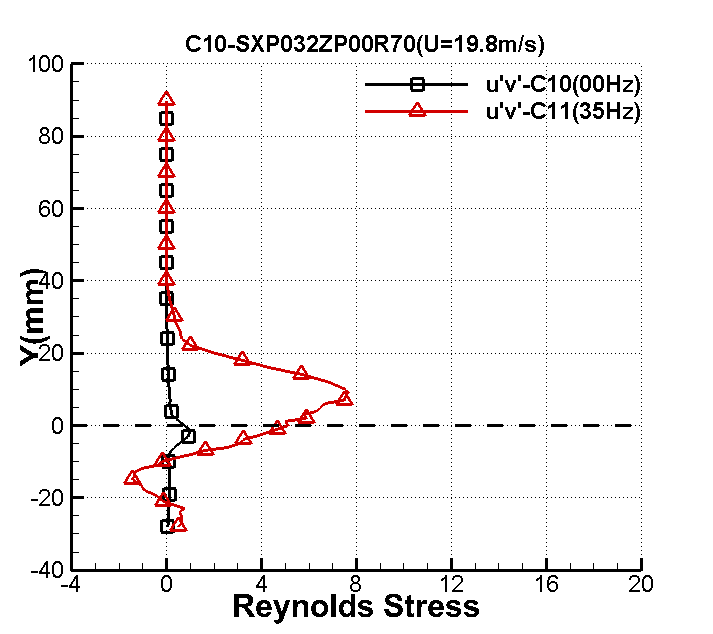 C10-SXP032ZP00R70(U=19.8m/s)
u'v'-C10(00Hz)
u'v'-C11(35Hz)
100
80
60
40
20
0
-20
-40
Y(mm)
-4 0 4 8 12 16 20
Reynolds Stress